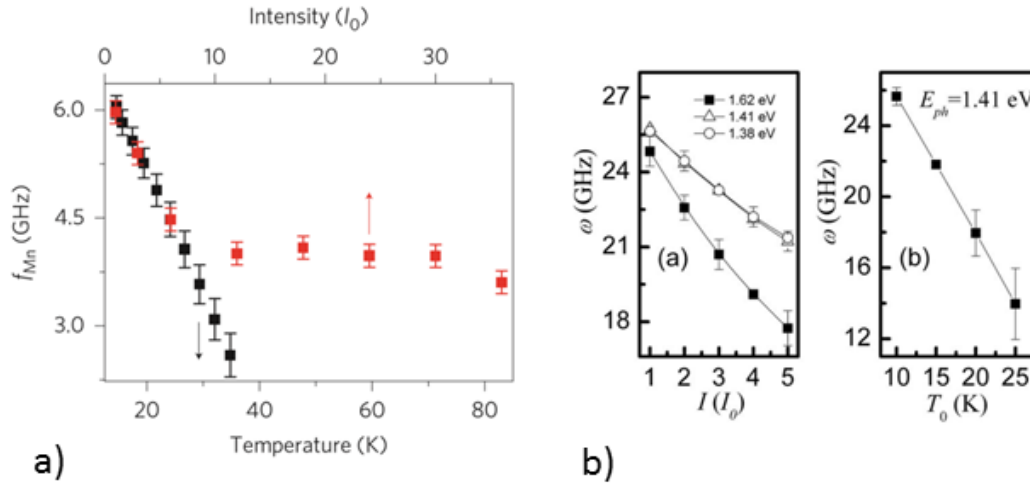 Intensity (I₀)
0 10 20 30
6.0
4.5
3.0
f_Mn (GHz)
20 40 60 80
Temperature (K)
a)
27
24
21
18
ω (GHz)
1.62 eV
1.41 eV
1.38 eV
(a)
1 2 3 4 5
I (I₀)
E_ph=1.41 eV
24
20
16
12
ω (GHz)
(b)
10 15 20 25
T₀ (K)
b)